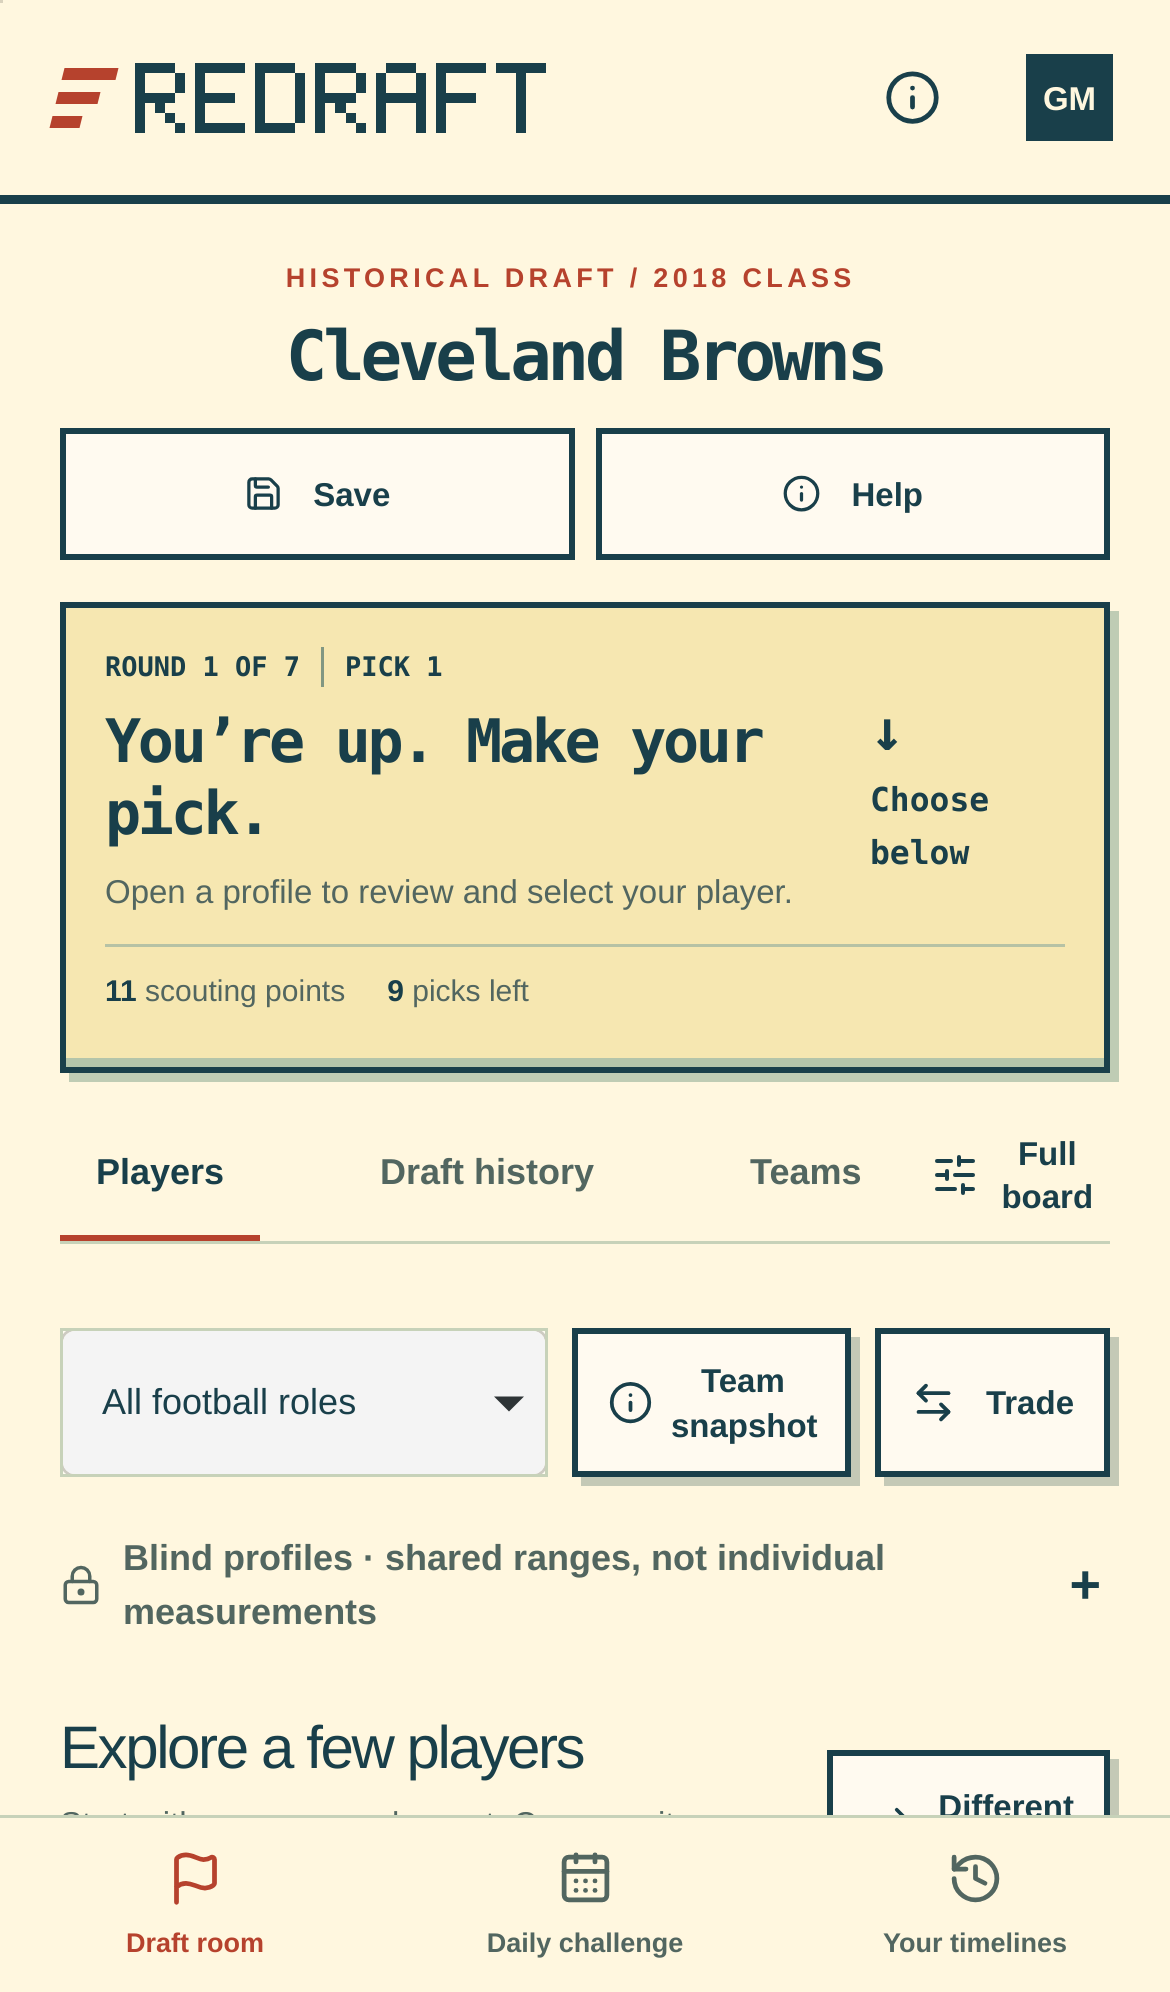 REDRAFT
GM
HISTORICAL DRAFT / 2018 CLASS
Cleveland Browns
Save
Help
ROUND 1 OF 7 | PICK 1
You’re up. Make your
pick.
↓
Choose
below
Open a profile to review and select your player.
11 scouting points 9 picks left
Players
Draft history
Teams
Full
board
All football roles
Team
snapshot
Trade
Blind profiles · shared ranges, not individual
measurements
+
Explore a few players
Different
Draft room
Daily challenge
Your timelines